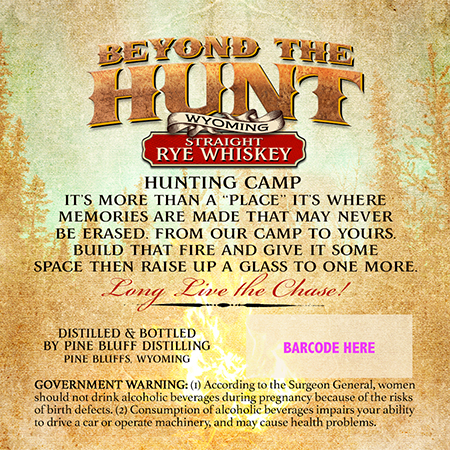 BEYOND THE
HUNT
WYOMING
STRAIGHT
RYE WHISKEY
HUNTING CAMP
IT'S MORE THAN A "PLACE" IT'S WHERE
MEMORIES ARE MADE THAT MAY NEVER
BE ERASED. FROM OUR CAMP TO YOURS.
BUILD THAT FIRE AND GIVE IT SOME
SPACE THEN RAISE UP A GLASS TO ONE MORE.
Long Live the Chase!
DISTILLED & BOTTLED
BY PINE BLUFF DISTILLING
PINE BLUFFS, WYOMING
BARCODE HERE
GOVERNMENT WARNING: (1) According to the Surgeon General, women
should not drink alcoholic beverages during pregnancy because of the risks
of birth defects. (2) Consumption of alcoholic beverages impairs your ability
to drive a car or operate machinery, and may cause health problems.